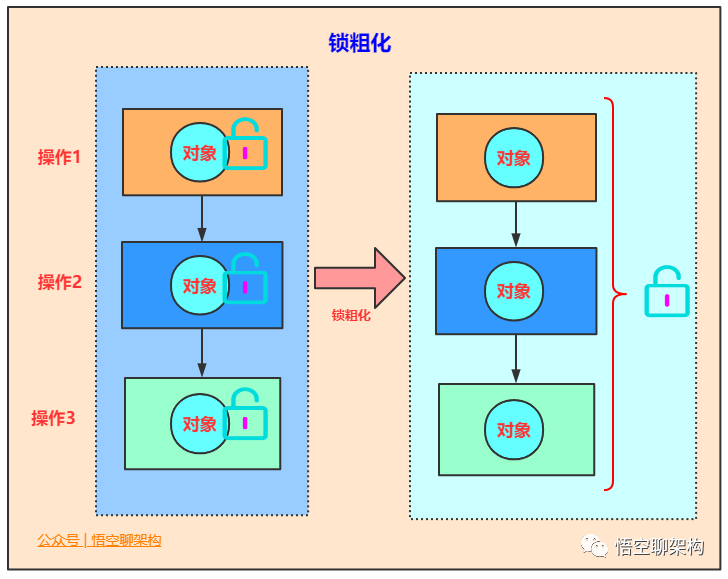 锁粗化
操作1
对象
对象
操作2
对象
对象
锁粗化
操作3
对象
对象
公众号 | 悟空聊架构
悟空聊架构